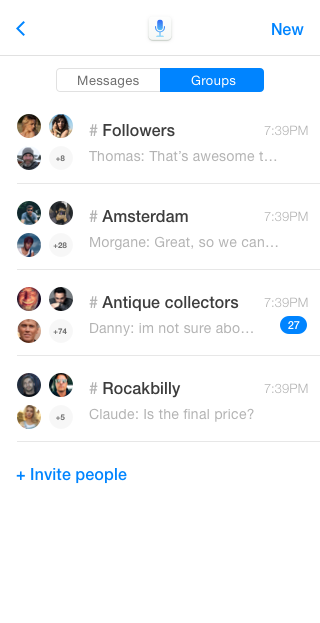 New
Messages
Groups
# Followers
7:39PM
+8
Thomas: That's awesome t...
# Amsterdam
7:39PM
+28
Morgane: Great, so we can...
# Antique collectors
7:39PM
+74
Danny: im not sure abo...
27
# Rocakbilly
7:39PM
+5
Claude: Is the final price?
+ Invite people